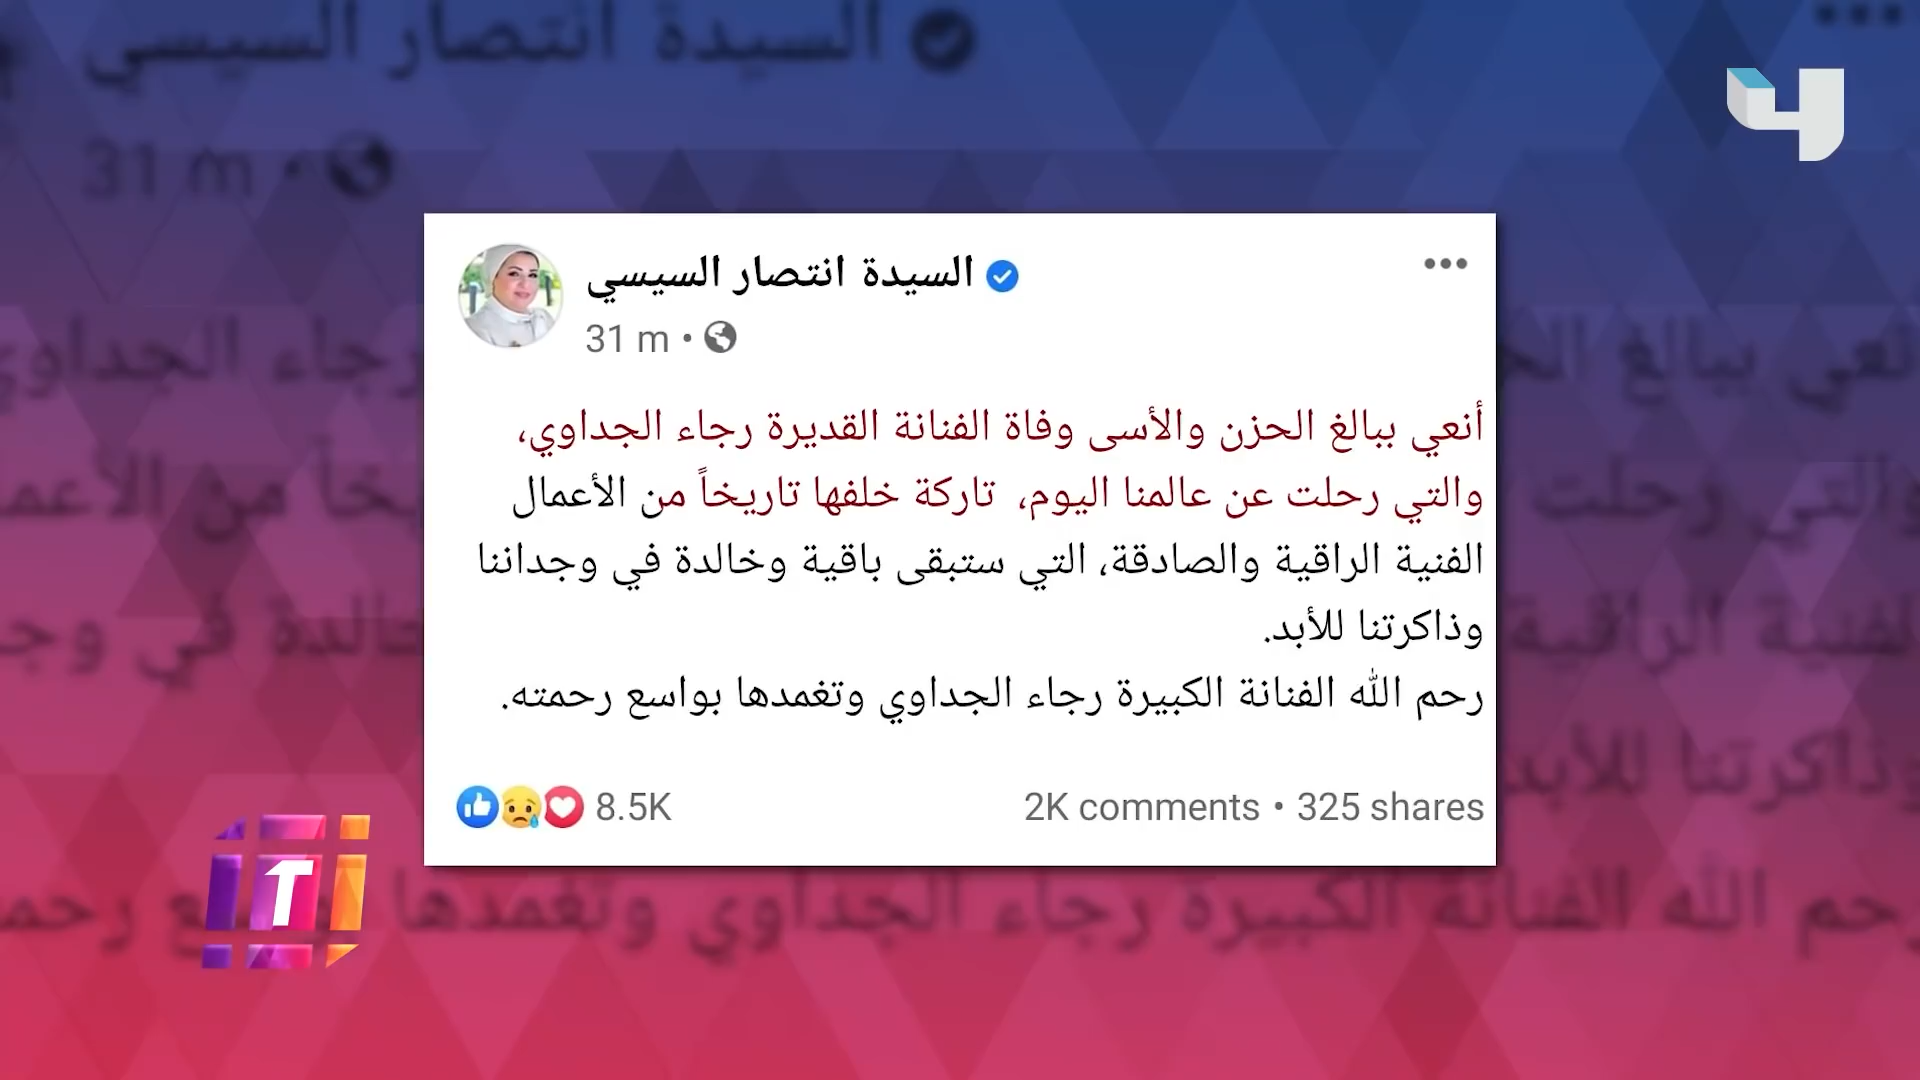 السيدة انتصار السيسي
31 m
أنعي ببالغ الحزن والأسى وفاة الفنانة القديرة رجاء الجداوي،
والتي رحلت عن عالمنا اليوم، تاركة خلفها تاريخاً من الأعمال
الفنية الراقية والصادقة، التي ستبقى باقية وخالدة في وجداننا
وذاكرتنا للأبد.
رحم الله الفنانة الكبيرة رجاء الجداوي وتغمدها بواسع رحمته.
8.5K 2K comments • 325 shares
T